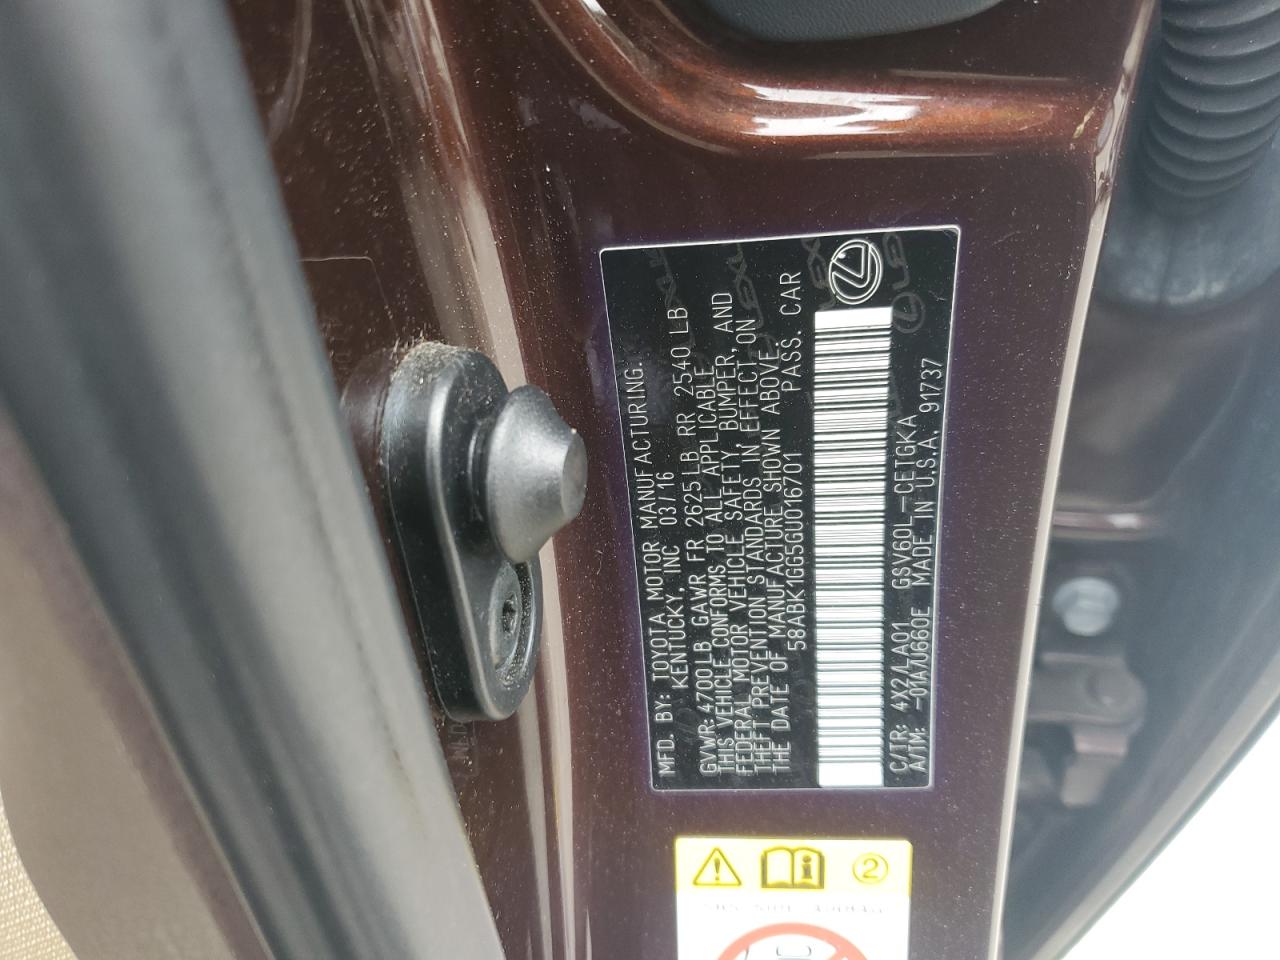 MFD. BY: TOYOTA MOTOR MANUFACTURING.
KENTUCKY, INC 03/16
GVWR: 4700LB GAWR FR 2625LB RR 2540 LB
THIS VEHICLE CONFORMS TO ALL APPLICABLE
FEDERAL MOTOR VEHICLE SAFETY, BUMPER, AND
THEFT PREVENTION STANDARDS IN EFFECT ON
THE DATE OF MANUFACTURE SHOWN ABOVE.
58ABK1GG5GU016701 PASS. CAR
C/TR: 4X2/LA01 GSV60L-CETGKA
A/TM: -01A/U660E MADE IN U.S.A. 91737
2